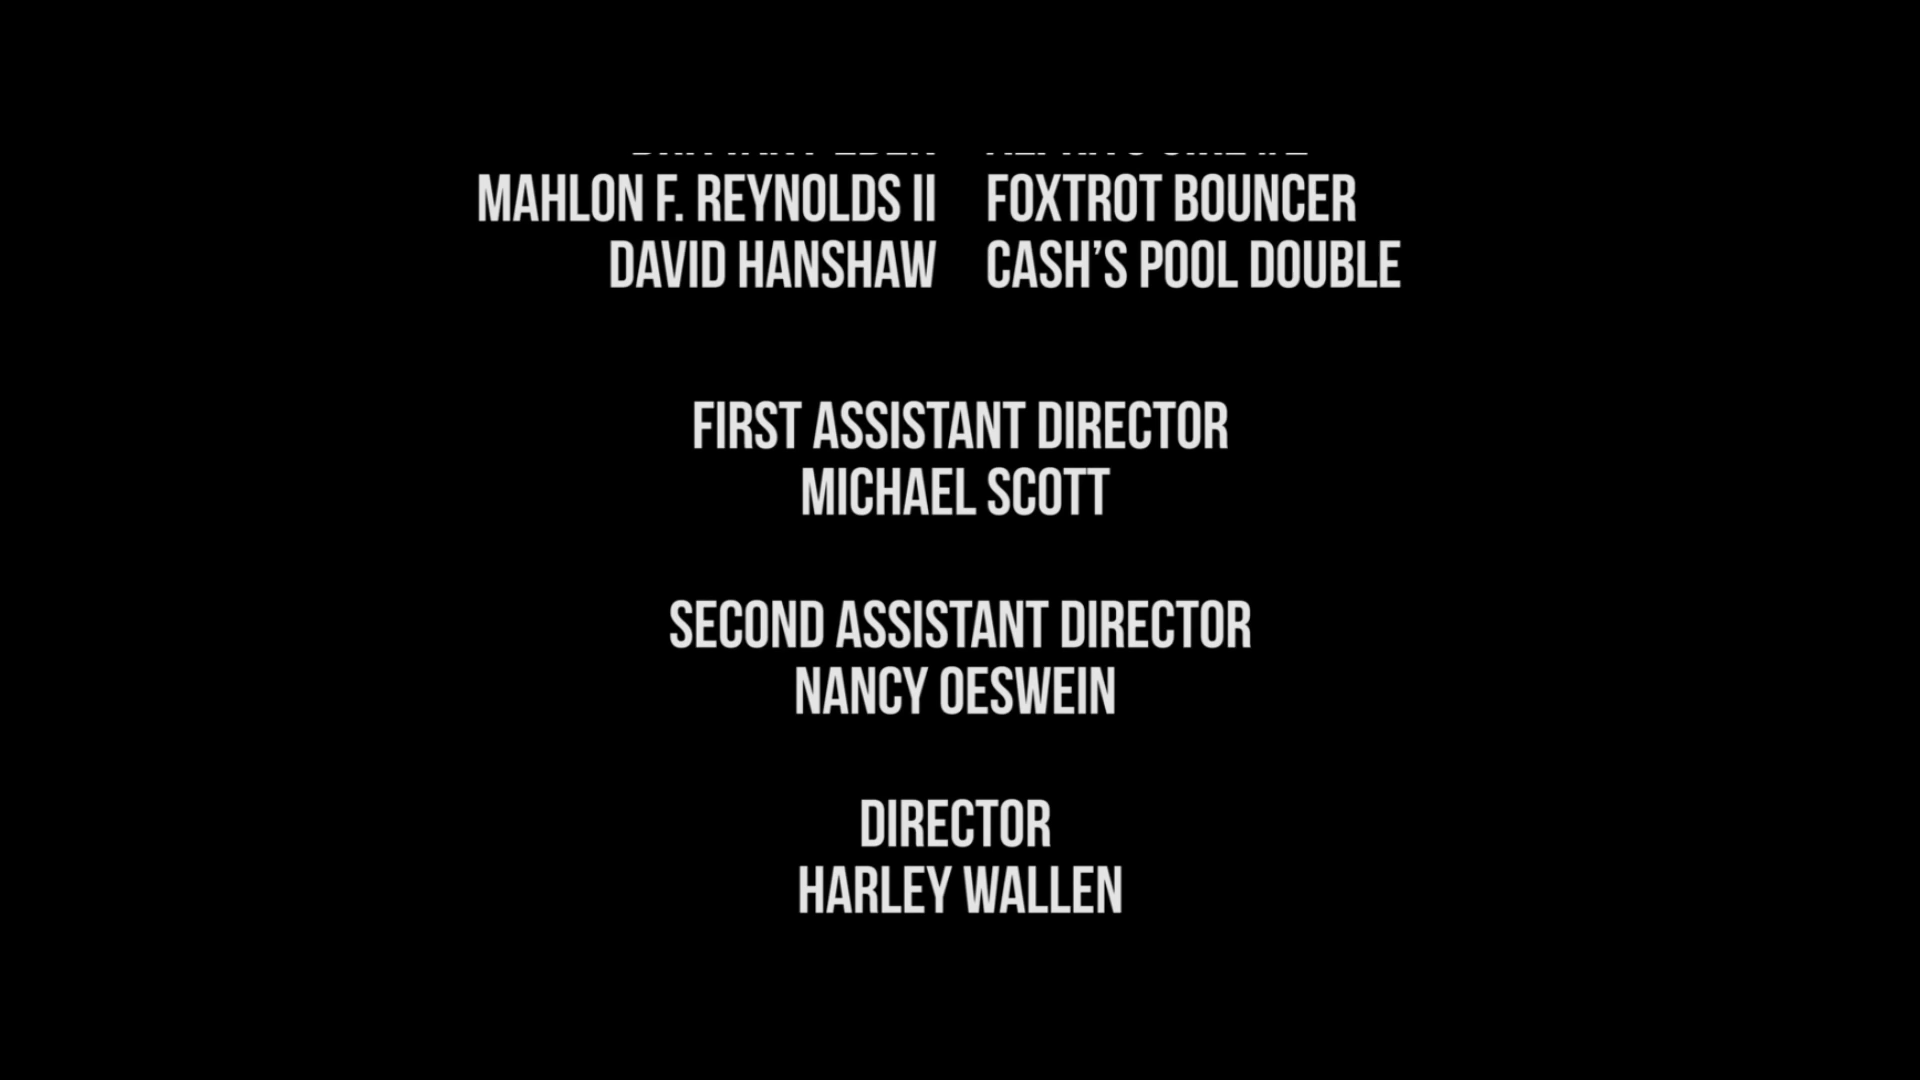 MAHLON F. REYNOLDS II FOXTROT BOUNCER
DAVID HANSHAW CASH'S POOL DOUBLE
FIRST ASSISTANT DIRECTOR
MICHAEL SCOTT
SECOND ASSISTANT DIRECTOR
NANCY OESWEIN
DIRECTOR
HARLEY WALLEN